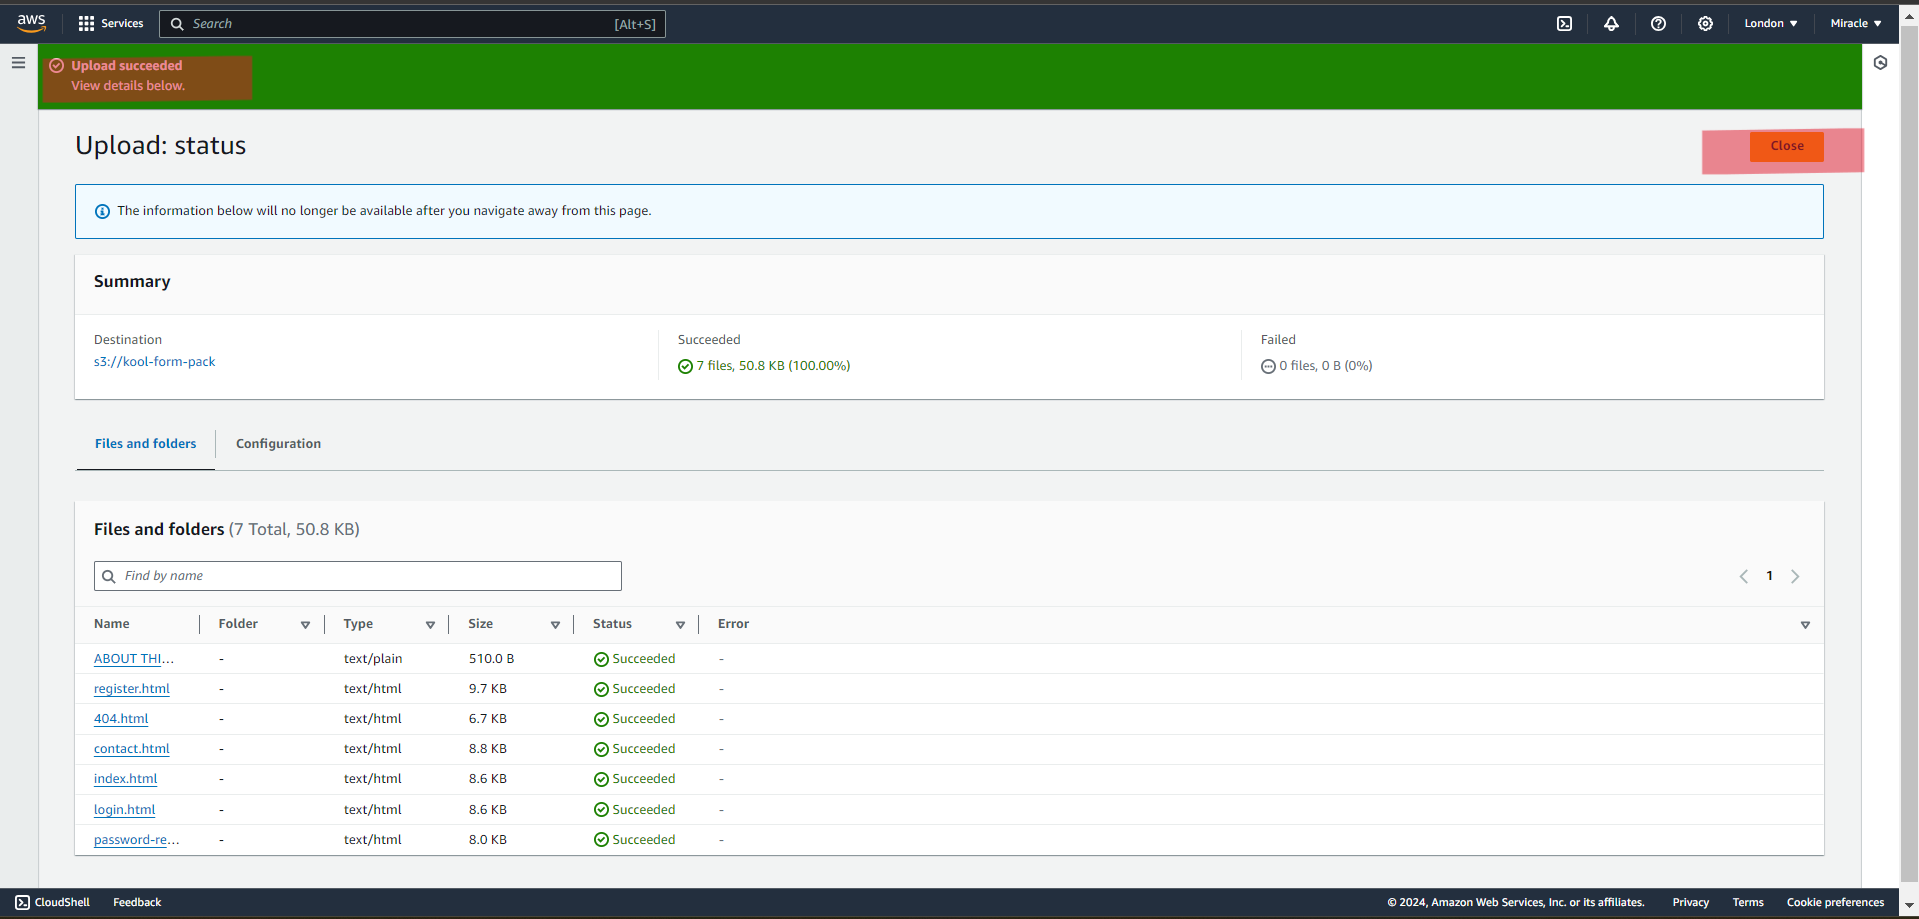 aws Services Search [Alt+S] London Miracle
Upload succeeded
View details below.
Upload: status Close
The information below will no longer be available after you navigate away from this page.
Summary
Destination Succeeded Failed
s3://kool-form-pack 7 files, 50.8 KB (100.00%) 0 files, 0 B (0%)
Files and folders Configuration
Files and folders (7 Total, 50.8 KB)
Find by name 1
Name Folder Type Size Status Error
ABOUT THI... - text/plain 510.0 B Succeeded -
register.html - text/html 9.7 KB Succeeded -
404.html - text/html 6.7 KB Succeeded -
contact.html - text/html 8.8 KB Succeeded -
index.html - text/html 8.6 KB Succeeded -
login.html - text/html 8.6 KB Succeeded -
password-re... - text/html 8.0 KB Succeeded -
CloudShell Feedback © 2024, Amazon Web Services, Inc. or its affiliates. Privacy Terms Cookie preferences